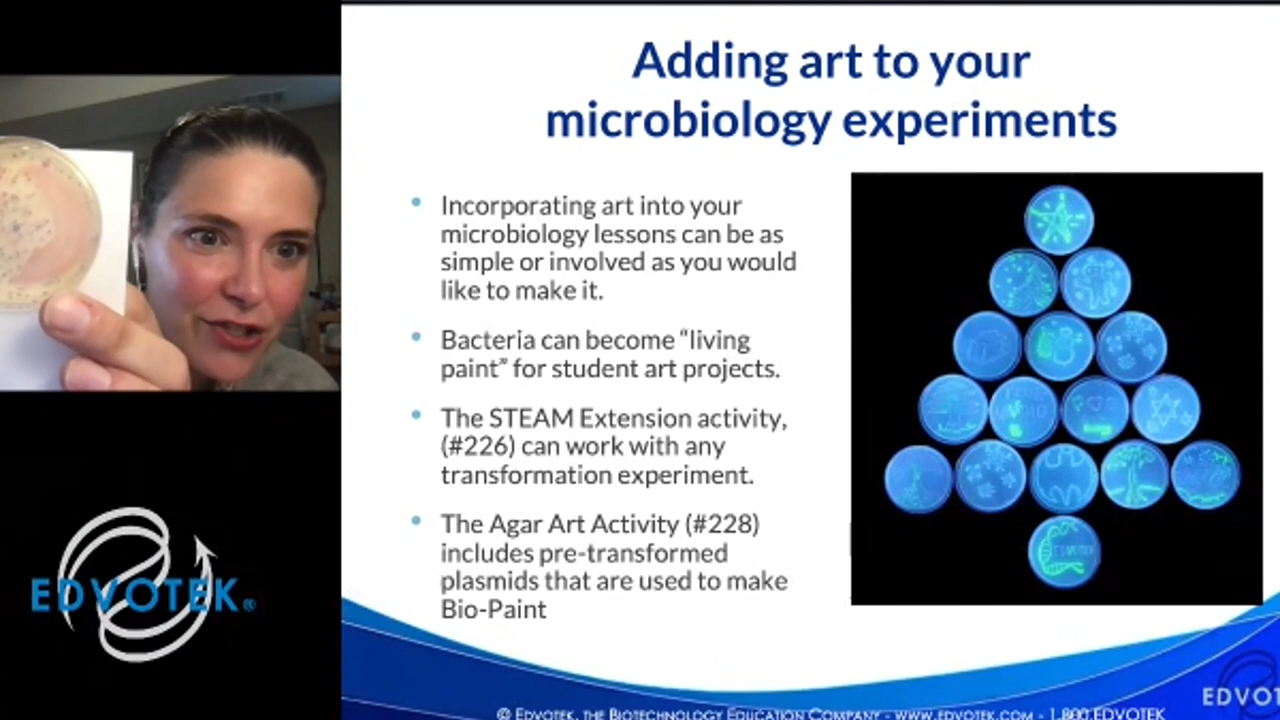 Adding art to your
microbiology experiments
Incorporating art into your
microbiology lessons can be as
simple or involved as you would
like to make it.
Bacteria can become “living
paint” for student art projects.
The STEAM Extension activity,
(#226) can work with any
transformation experiment.
The Agar Art Activity (#228)
includes pre-transformed
plasmids that are used to make
Bio-Paint
EDVOTEK®
EDVOT
© EDVOTEK, THE BIOTECHNOLOGY EDUCATION COMPANY - WWW.EDVOTEK.COM - 1.800.EDVOTEK